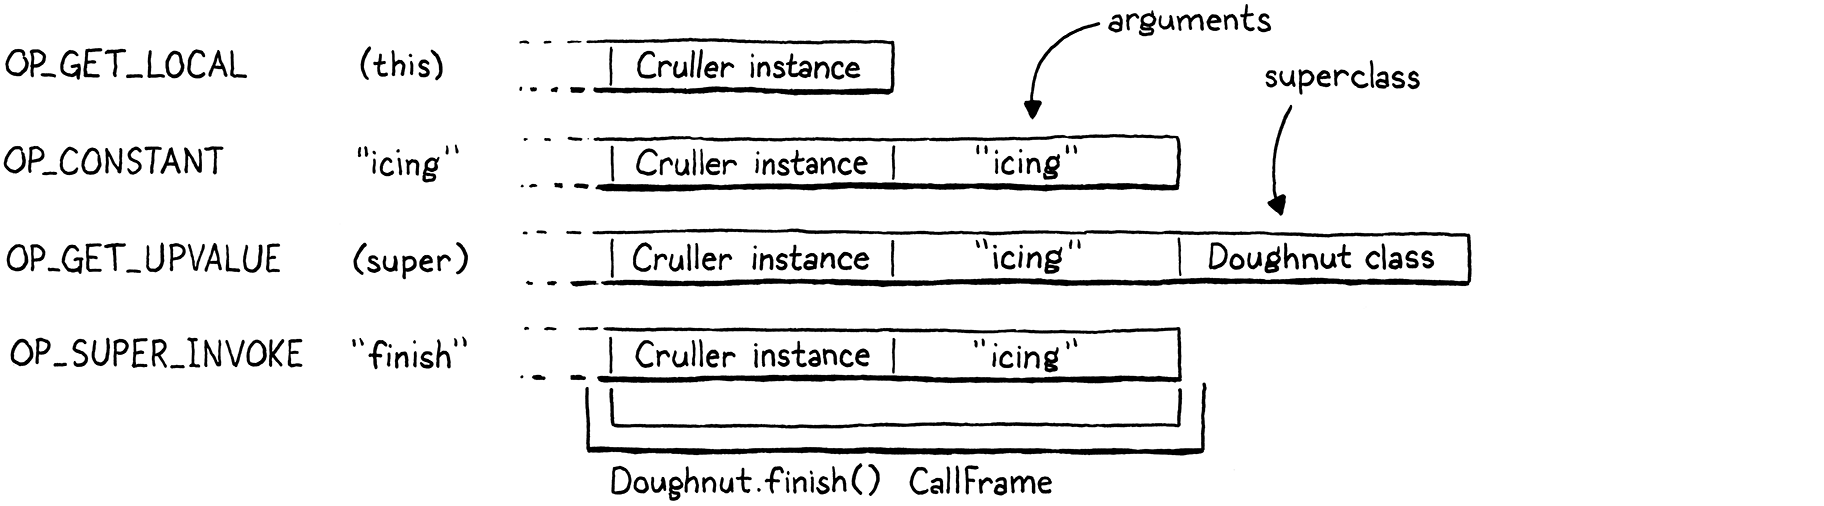 arguments
OP_GET_LOCAL (this) Cruller instance
superclass
OP_CONSTANT "icing" Cruller instance "icing"
OP_GET_UPVALUE (super) Cruller instance "icing" Doughnut class
OP_SUPER_INVOKE "finish" Cruller instance "icing"
Doughnut.finish() CallFrame